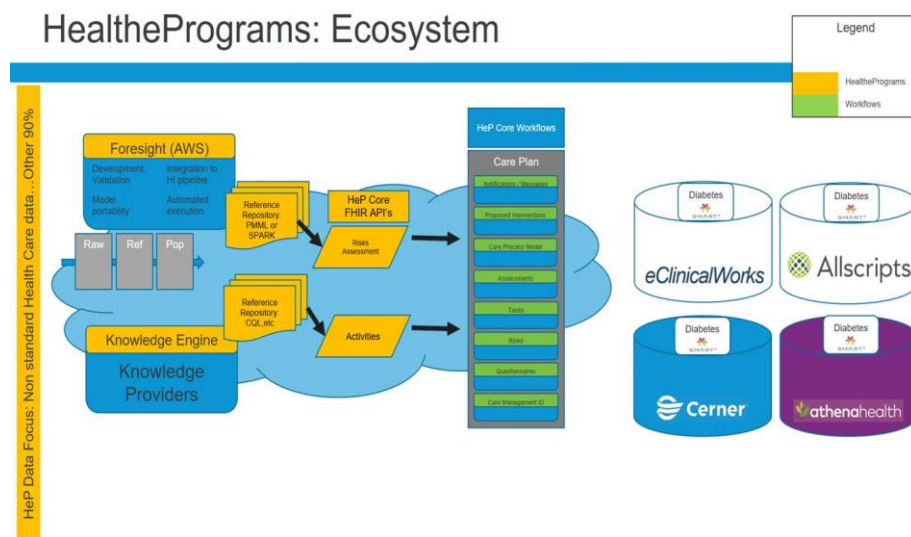 HealthePrograms: Ecosystem
Legend
HealthePrograms
Workflows
HeP Data Focus: Non standard Health Care data...Other 90%
Foresight (AWS)
Development,
Validation
Integration to
HI pipeline
Model
portability
Automated
execution
Raw
Ref
Pop
Reference
Repository
PMML or
SPARK
HeP Core
FHIR API's
Risks
Assessment
Reference
Repository
CQL,etc
Activities
Knowledge Engine
Knowledge
Providers
HeP Core Workflows
Care Plan
Notifications / Messages
Proposed Interventions
Care Process Model
Assessments
Tasks
Risks
Questionnaires
Care Management ID
Diabetes
SMART
eClinicalWorks
Diabetes
SMART
Allscripts
Diabetes
SMART
Cerner
Diabetes
SMART
athenahealth